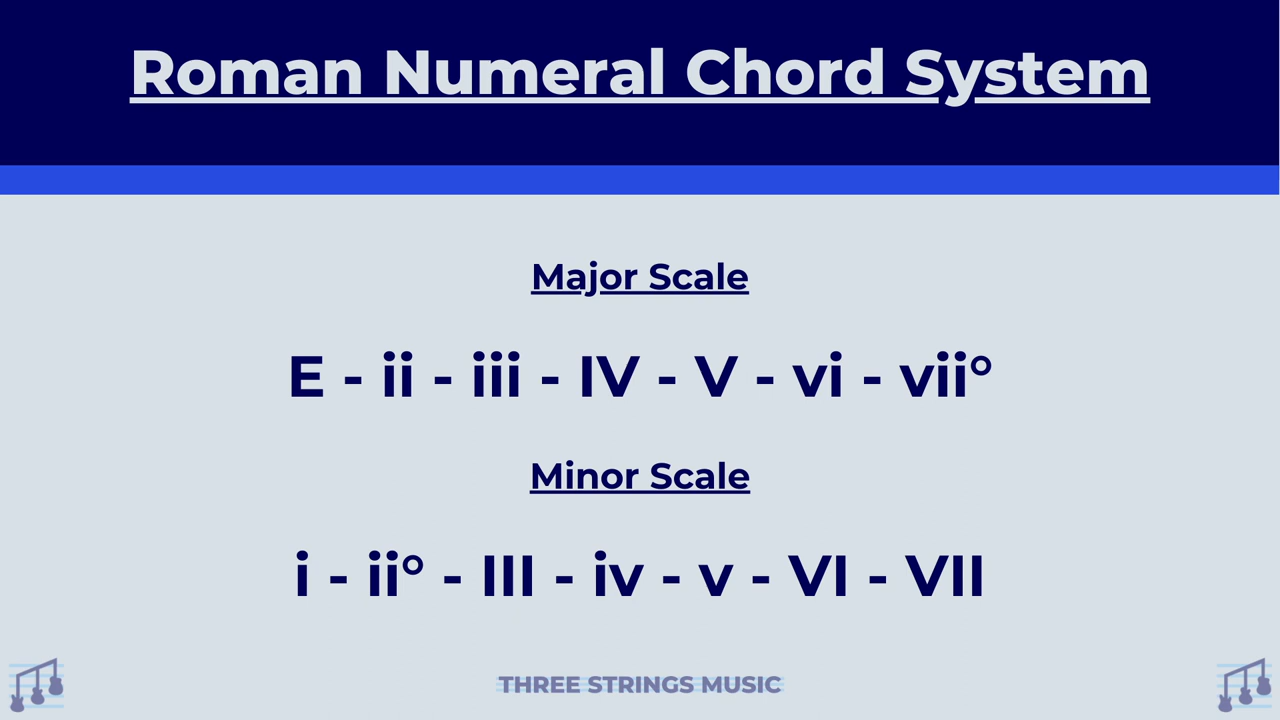 Roman Numeral Chord System
Major Scale
E - ii - iii - IV - V - vi - vii°
Minor Scale
i - ii° - III - iv - v - VI - VII
THREE STRINGS MUSIC